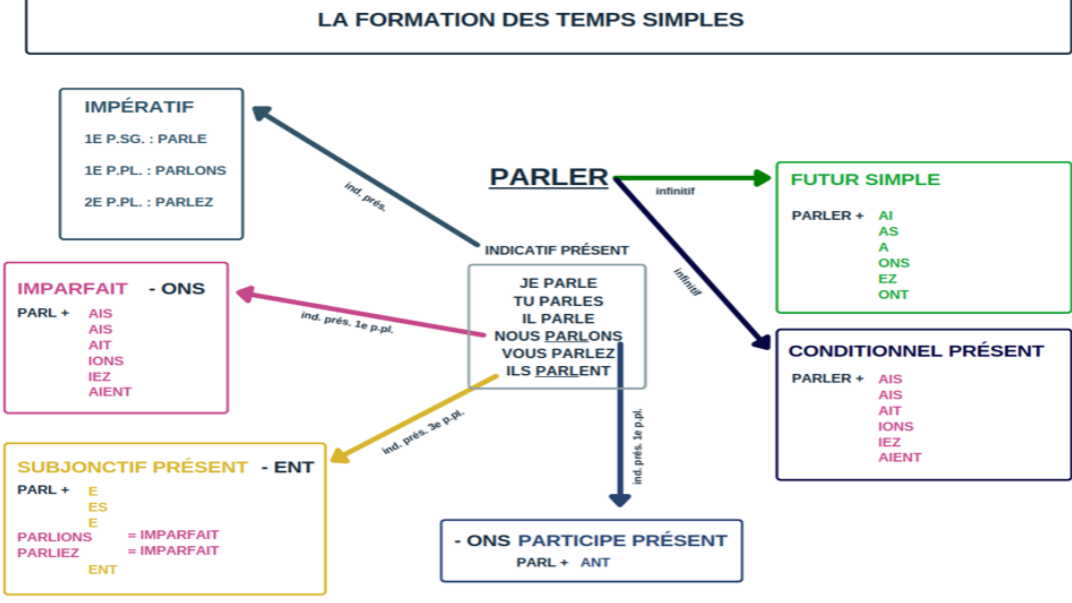 LA FORMATION DES TEMPS SIMPLES
IMPÉRATIF
1E P.SG. : PARLE
1E P.PL. : PARLONS
2E P.PL. : PARLEZ
ind. prés.
PARLER
infinitif
infinitif
FUTUR SIMPLE
PARLER + AI
AS
A
ONS
EZ
ONT
INDICATIF PRÉSENT
JE PARLE
TU PARLES
IL PARLE
NOUS PARLONS
VOUS PARLEZ
ILS PARLENT
IMPARFAIT - ONS
PARL + AIS
AIS
AIT
IONS
IEZ
AIENT
ind. prés. 1e p.pl.
CONDITIONNEL PRÉSENT
PARLER + AIS
AIS
AIT
IONS
IEZ
AIENT
ind. prés. 3e p.pl.
ind. prés. 1e p.pl.
SUBJONCTIF PRÉSENT - ENT
PARL + E
ES
E
PARLIONS = IMPARFAIT
PARLIEZ = IMPARFAIT
ENT
- ONS PARTICIPE PRÉSENT
PARL + ANT